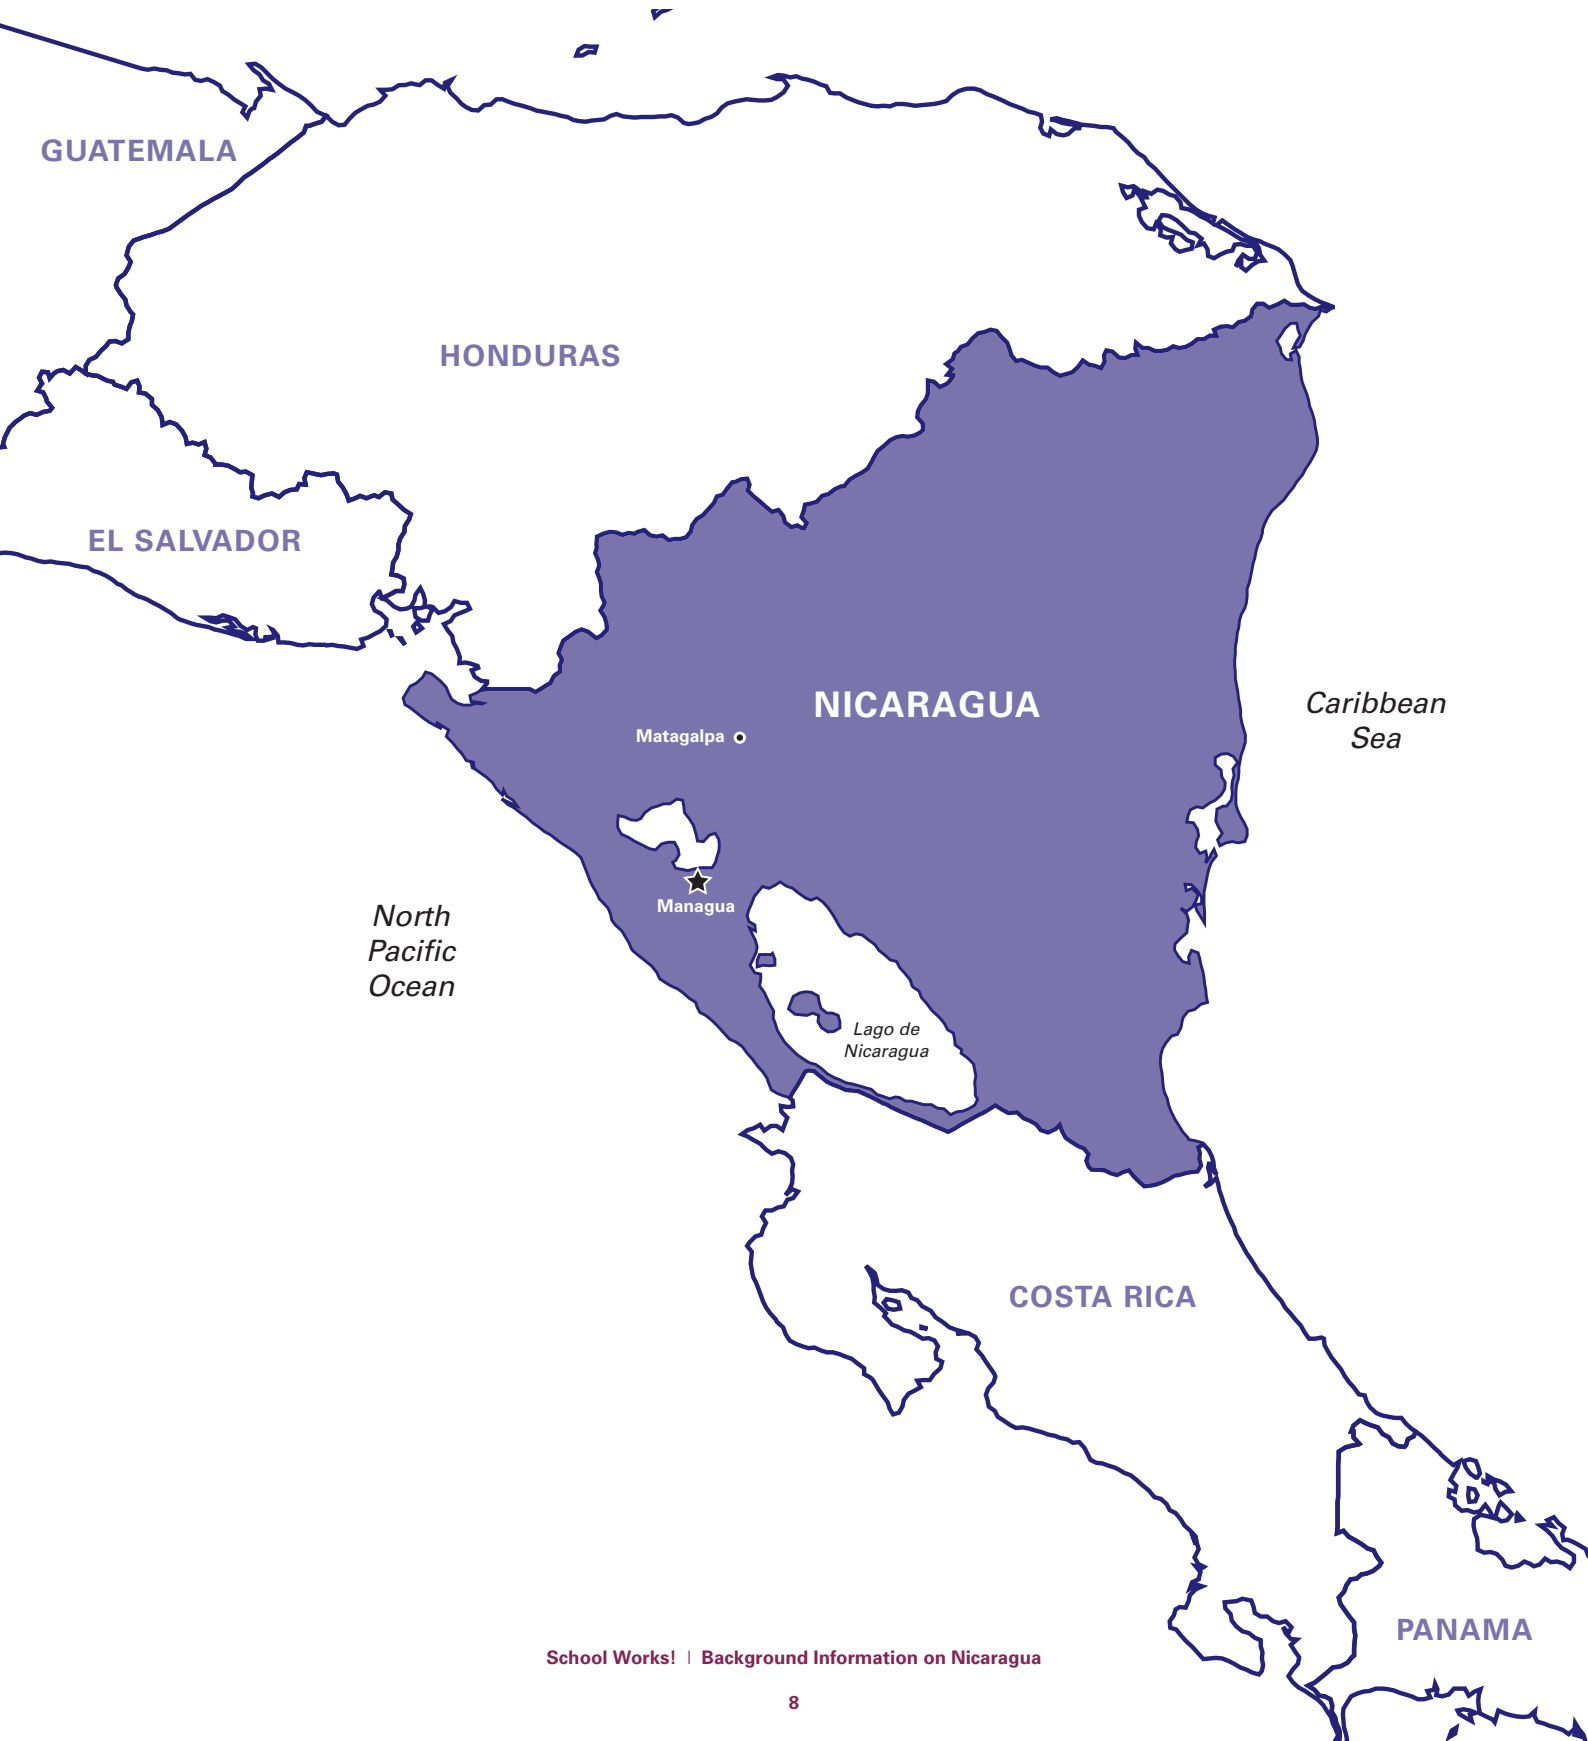 GUATEMALA
HONDURAS
EL SALVADOR
NICARAGUA
Caribbean
Sea
Matagalpa
Managua
North
Pacific
Ocean
Lago de
Nicaragua
COSTA RICA
PANAMA
School Works! | Background Information on Nicaragua
8